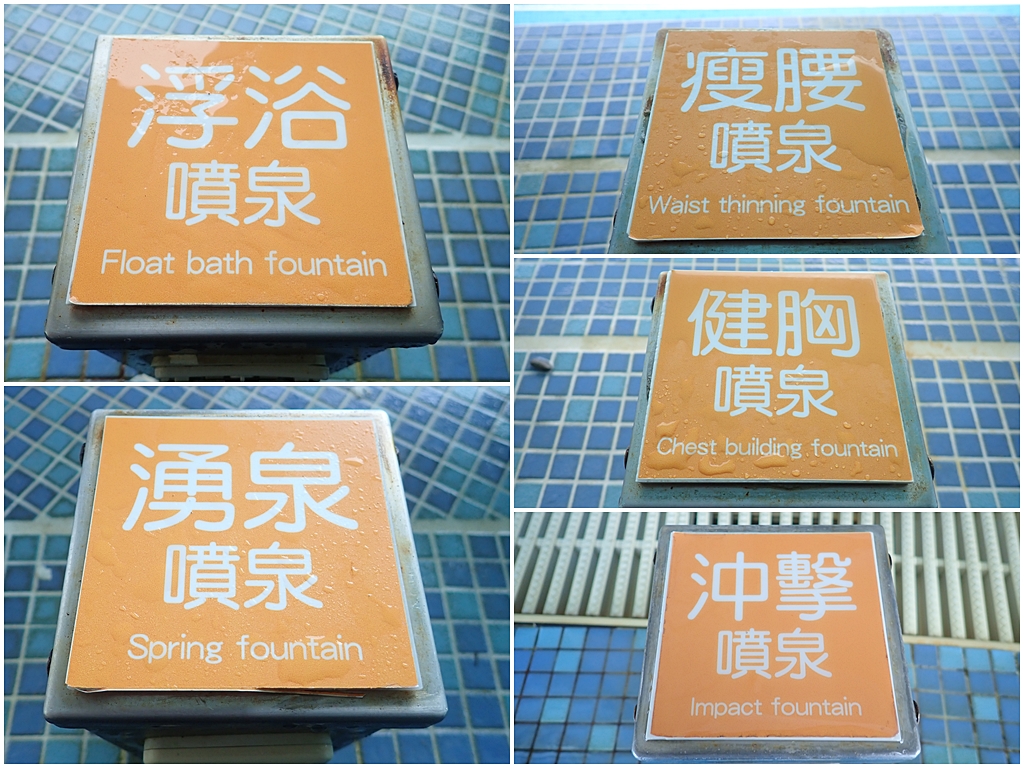 浮浴
噴泉
Float bath fountain
湧泉
噴泉
Spring fountain
瘦腰
噴泉
Waist thinning fountain
健胸
噴泉
Chest building fountain
沖擊
噴泉
Impact fountain